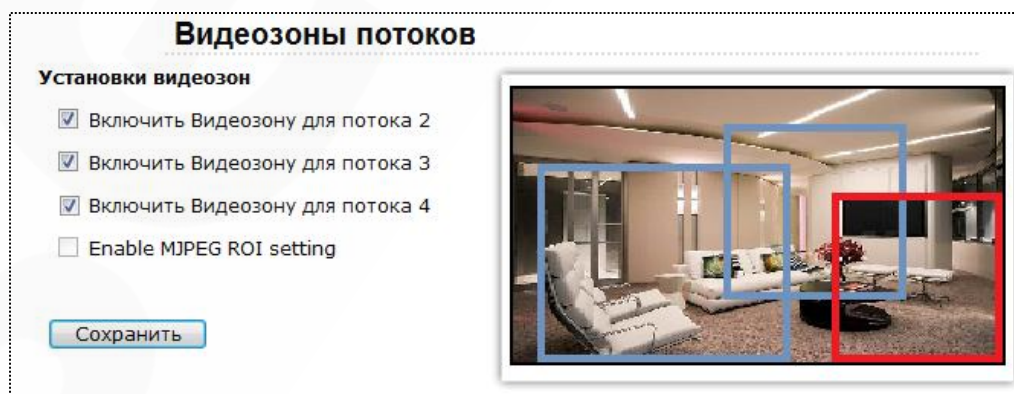 Видеозоны потоков
Установки видеозон
Включить Видеозону для потока 2
Включить Видеозону для потока 3
Включить Видеозону для потока 4
Enable MJPEG ROI setting
Сохранить